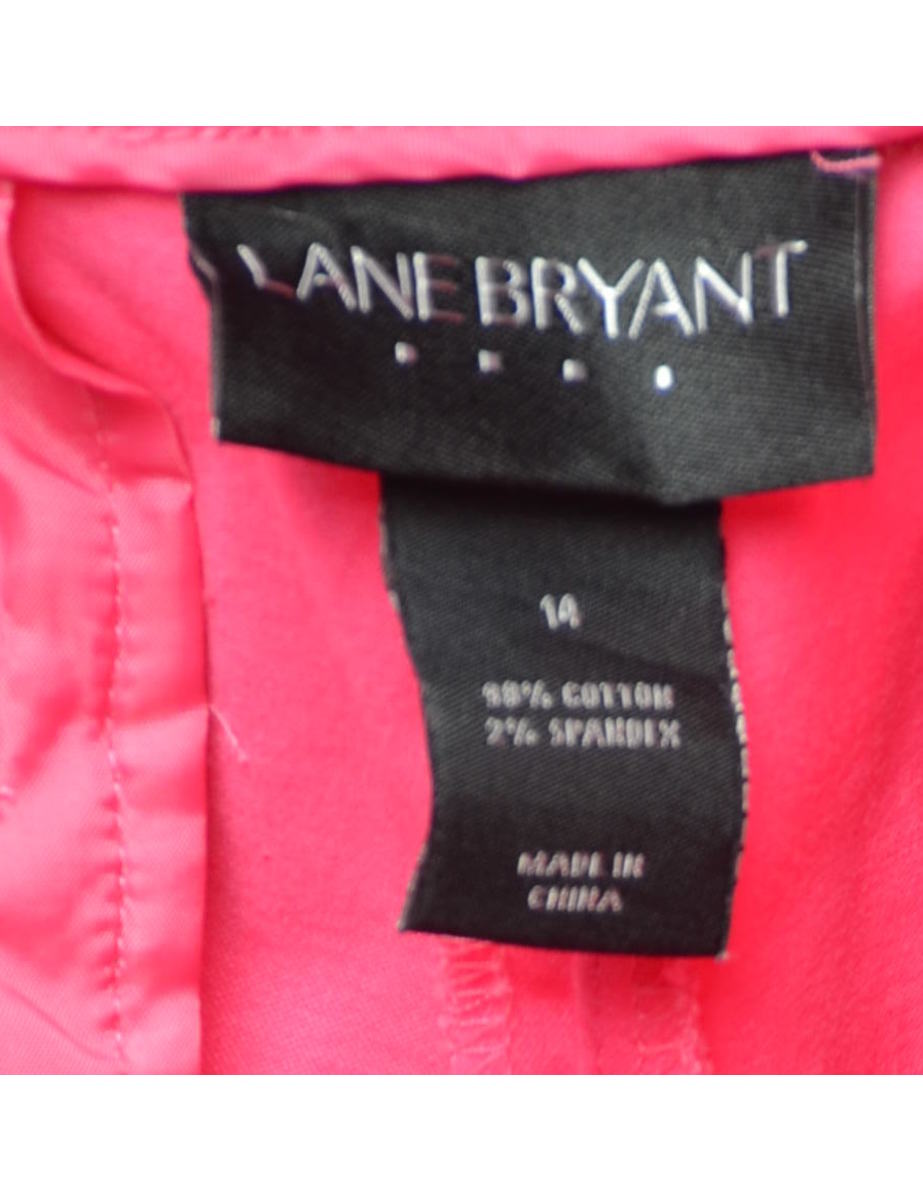 LANE BRYANT
14
98% COTTON
2% SPANDEX
MADE IN
CHINA